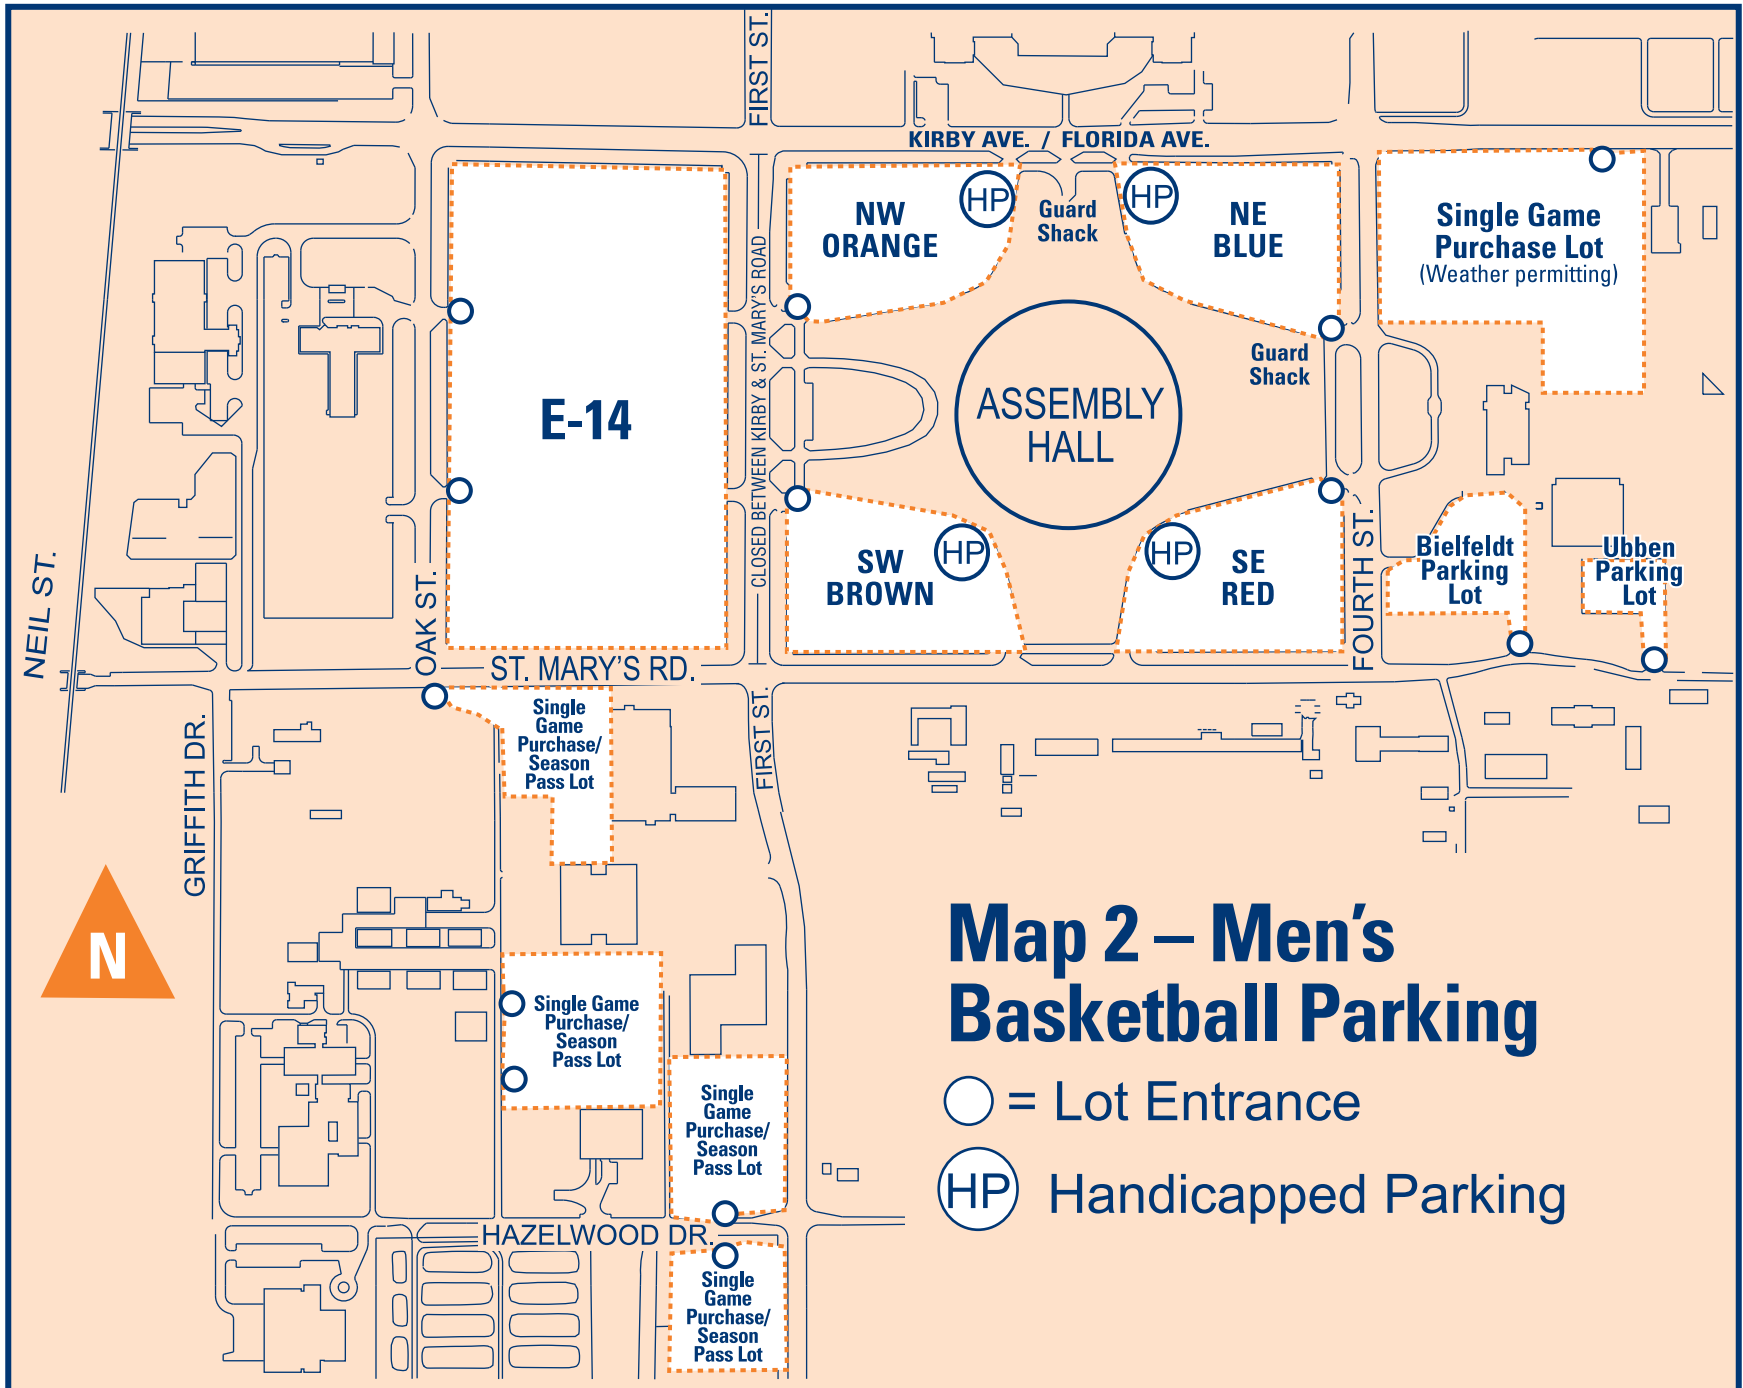 FIRST ST.
KIRBY AVE. / FLORIDA AVE.
NW
ORANGE
HP
Guard
Shack
HP
NE
BLUE
Single Game
Purchase Lot
(Weather permitting)
CLOSED BETWEEN KIRBY & ST. MARY'S ROAD
Guard
Shack
E-14
ASSEMBLY
HALL
NEIL ST.
OAK ST.
SW
BROWN
HP
HP
SE
RED
FOURTH ST.
Bielfeldt
Parking
Lot
Ubben
Parking
Lot
ST. MARY'S RD.
GRIFFITH DR.
Single
Game
Purchase/
Season
Pass Lot
FIRST ST.
N
Map 2 – Men's
Basketball Parking
Single Game
Purchase/
Season
Pass Lot
= Lot Entrance
Single
Game
Purchase/
Season
Pass Lot
HP Handicapped Parking
HAZELWOOD DR.
Single
Game
Purchase/
Season
Pass Lot